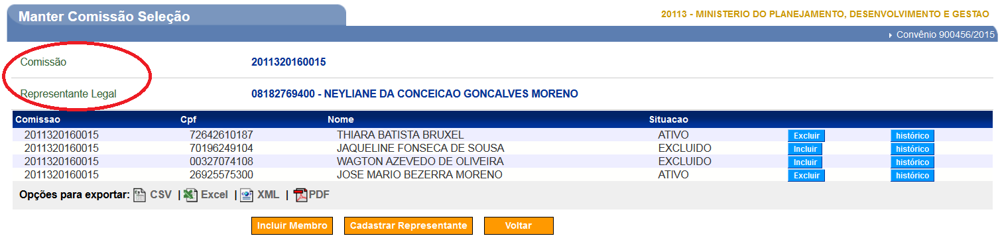 Manter Comissão Seleção
20113 - MINISTERIO DO PLANEJAMENTO, DESENVOLVIMENTO E GESTAO
Convênio 900456/2015
Comissão 2011320160015
Representante Legal 08182769400 - NEYLIANE DA CONCEICAO GONCALVES MORENO
Comissao Cpf Nome Situacao
2011320160015 72642610187 THIARA BATISTA BRUXEL ATIVO Excluir histórico
2011320160015 70196249104 JAQUELINE FONSECA DE SOUSA EXCLUIDO Incluir histórico
2011320160015 00327074108 WAGTON AZEVEDO DE OLIVEIRA EXCLUIDO Incluir histórico
2011320160015 26925575300 JOSE MARIO BEZERRA MORENO ATIVO Excluir histórico
Opções para exportar: CSV | Excel | XML | PDF
Incluir Membro Cadastrar Representante Voltar